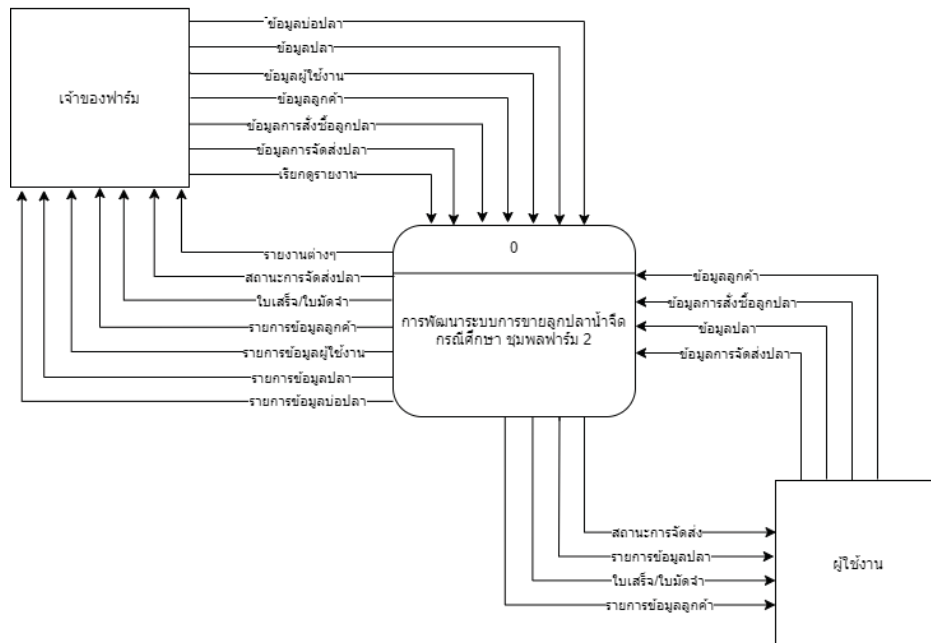 ข้อมูลบ่อปลา
ข้อมูลปลา
ข้อมูลผู้ใช้งาน
ข้อมูลลูกค้า
ข้อมูลการสั่งซื้อลูกปลา
ข้อมูลการจัดส่งปลา
เรียกดูรายงาน
เจ้าของฟาร์ม
รายงานต่างๆ
สถานะการจัดส่งปลา
ใบเสร็จ/ใบมัดจำ
รายการข้อมูลลูกค้า
รายการข้อมูลผู้ใช้งาน
รายการข้อมูลปลา
รายการข้อมูลบ่อปลา
0
การพัฒนาระบบการขายลูกปลาน้ำจืด
กรณีศึกษา ชุมพลฟาร์ม 2
ข้อมูลลูกค้า
ข้อมูลการสั่งซื้อลูกปลา
ข้อมูลปลา
ข้อมูลการจัดส่งปลา
สถานะการจัดส่ง
รายการข้อมูลปลา
ใบเสร็จ/ใบมัดจำ
รายการข้อมูลลูกค้า
ผู้ใช้งาน